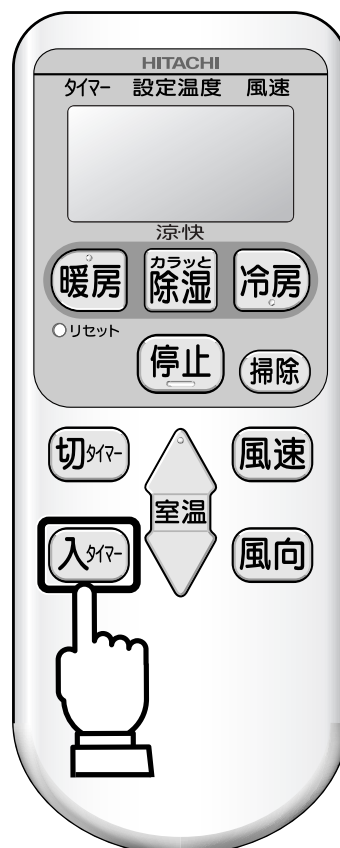 HITACHI
タイマー 設定温度 風速
涼・快
暖房 カラッと除湿 冷房
リセット
停止 掃除
切タイマー 室温 風速
入タイマー 風向